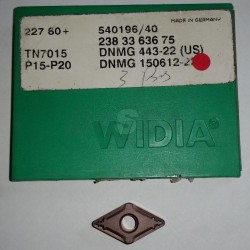 MADE IN GERMANY
227 60+ 540196/40
238 33 636 75
TN7015 DNMG 443-22 (US)
P15-P20 DNMG 150612-22
WIDIA